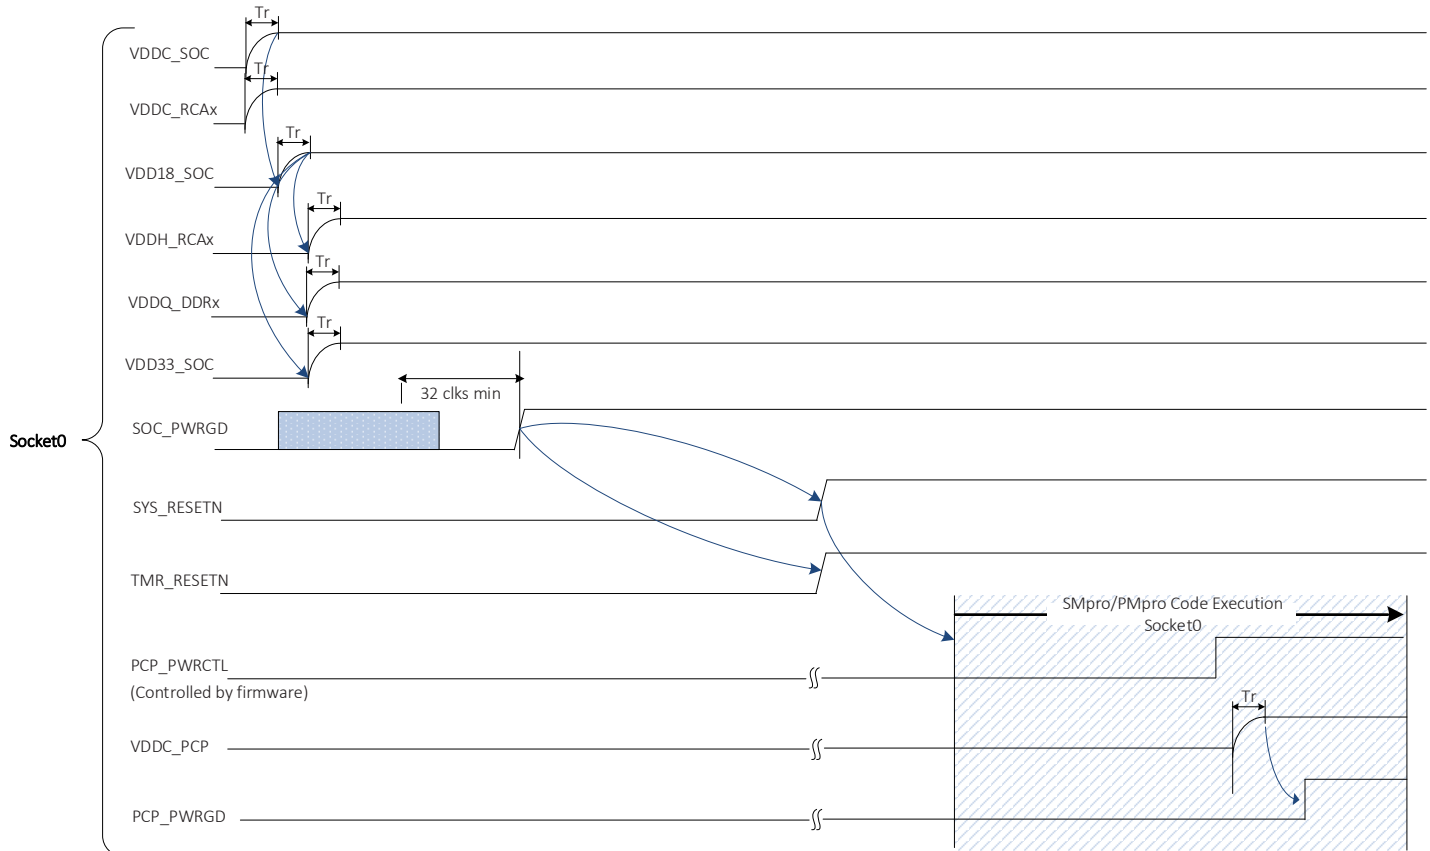 Tr
VDDC_SOC
Tr
VDDC_RCAx
Tr
VDD18_SOC
Tr
VDDH_RCAx
Tr
VDDQ_DDRx
Tr
VDD33_SOC
32 clks min
SOC_PWRGD
Socket0
SYS_RESETN
TMR_RESETN
SMpro/PMpro Code Execution
Socket0
PCP_PWRCTL
(Controlled by firmware)
Tr
VDDC_PCP
PCP_PWRGD